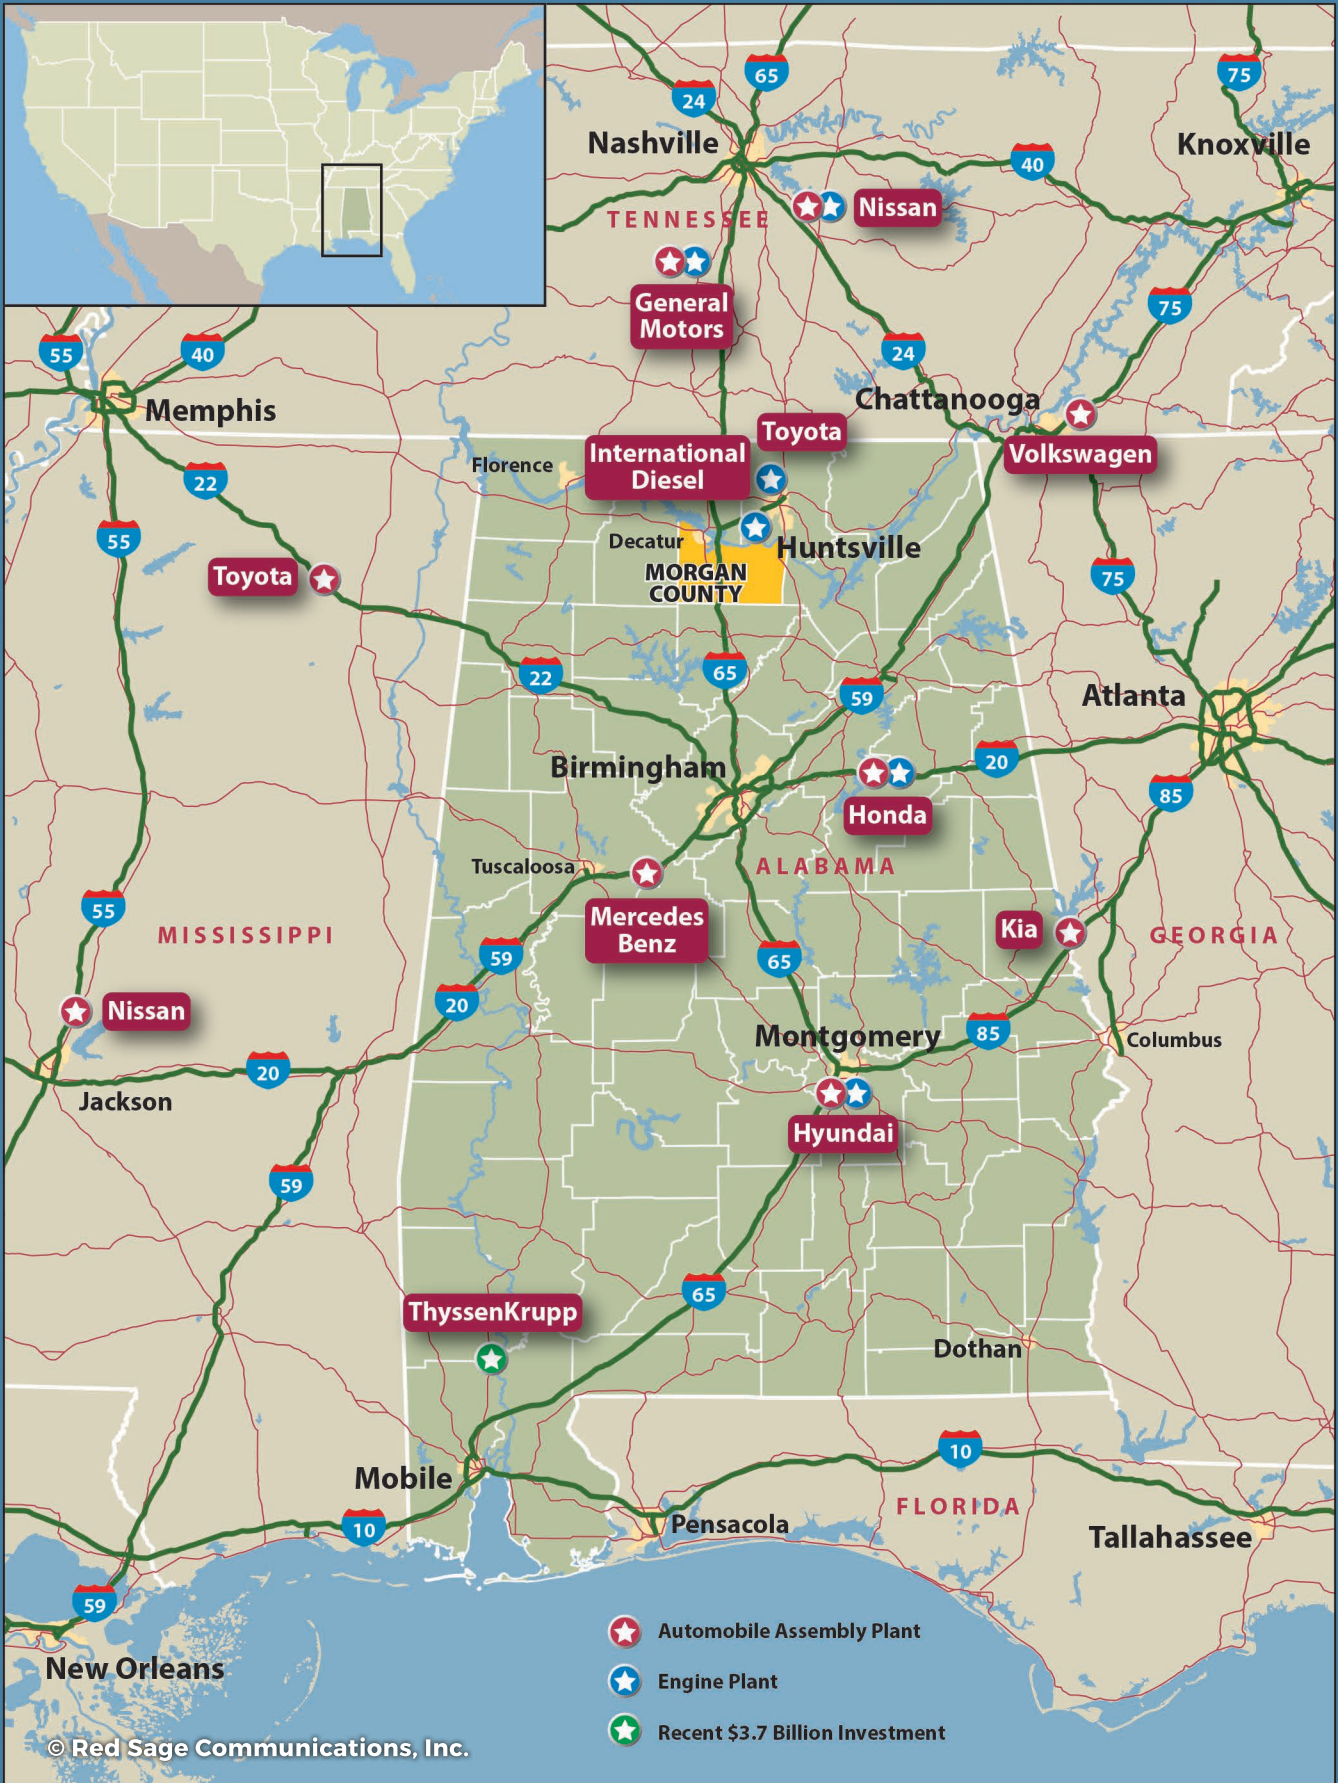 65
75
24
Nashville
Knoxville
40
Nissan
TENNESSEE
General
Motors
75
55
40
24
Memphis
Chattanooga
Toyota
Volkswagen
International
Diesel
Florence
22
55
Decatur
Huntsville
MORGAN
COUNTY
Toyota
75
22
65
59
Atlanta
Birmingham
20
85
Honda
Tuscaloosa
ALABAMA
55
Mercedes
Benz
Kia
MISSISSIPPI
GEORGIA
59
65
20
Nissan
Montgomery
85
Columbus
20
Jackson
Hyundai
59
65
ThyssenKrupp
Dothan
10
Mobile
FLORIDA
10
Pensacola
Tallahassee
59
New Orleans
Automobile Assembly Plant
Engine Plant
Recent $3.7 Billion Investment
© Red Sage Communications, Inc.